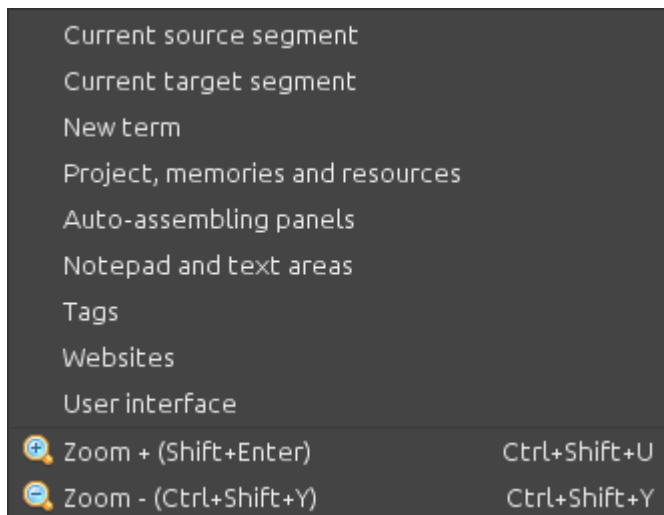 Current source segment
Current target segment
New term
Project, memories and resources
Auto-assembling panels
Notepad and text areas
Tags
Websites
User interface
Zoom + (Shift+Enter) Ctrl+Shift+U
Zoom - (Ctrl+Shift+Y) Ctrl+Shift+Y